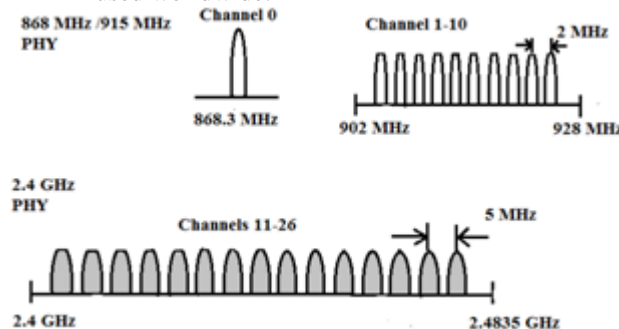 868 MHz /915 MHz
PHY
Channel 0
Channel 1-10
2 MHz
868.3 MHz
902 MHz
928 MHz
2.4 GHz
PHY
Channels 11-26
5 MHz
2.4 GHz
2.4835 GHz